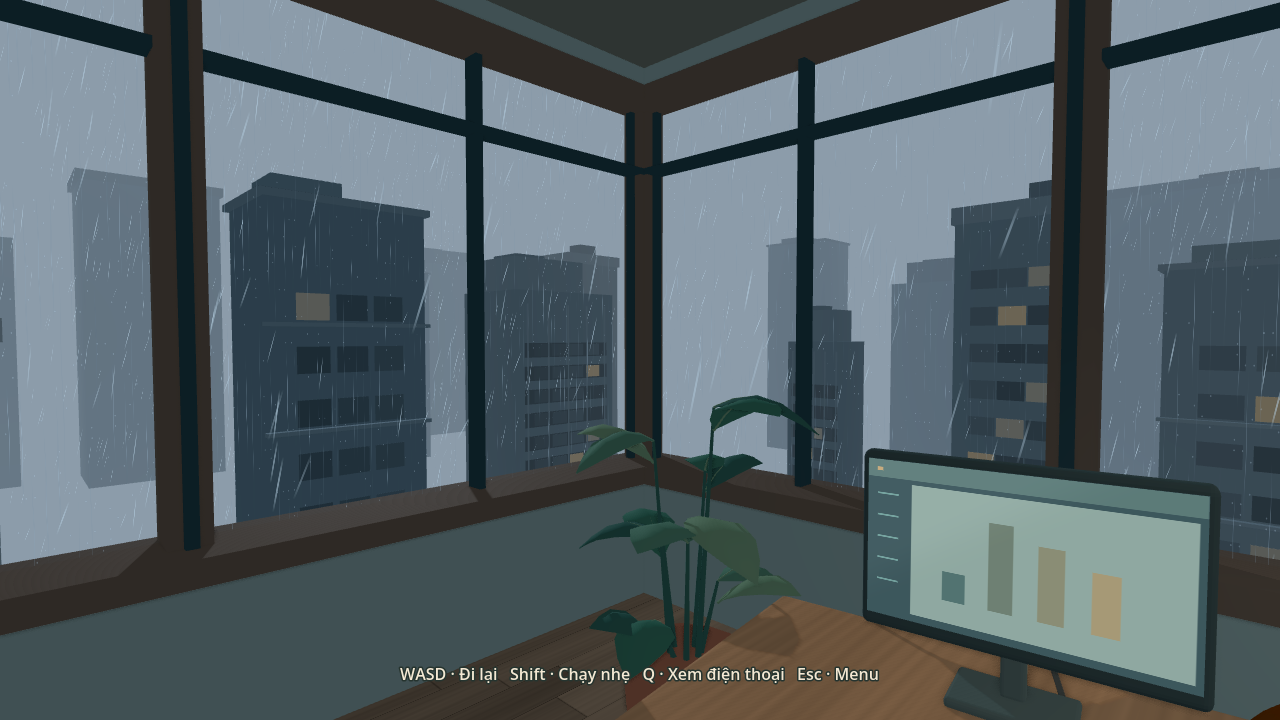 WASD · Đi lại   Shift · Chạy nhẹ   Q · Xem điện thoại   Esc · Menu